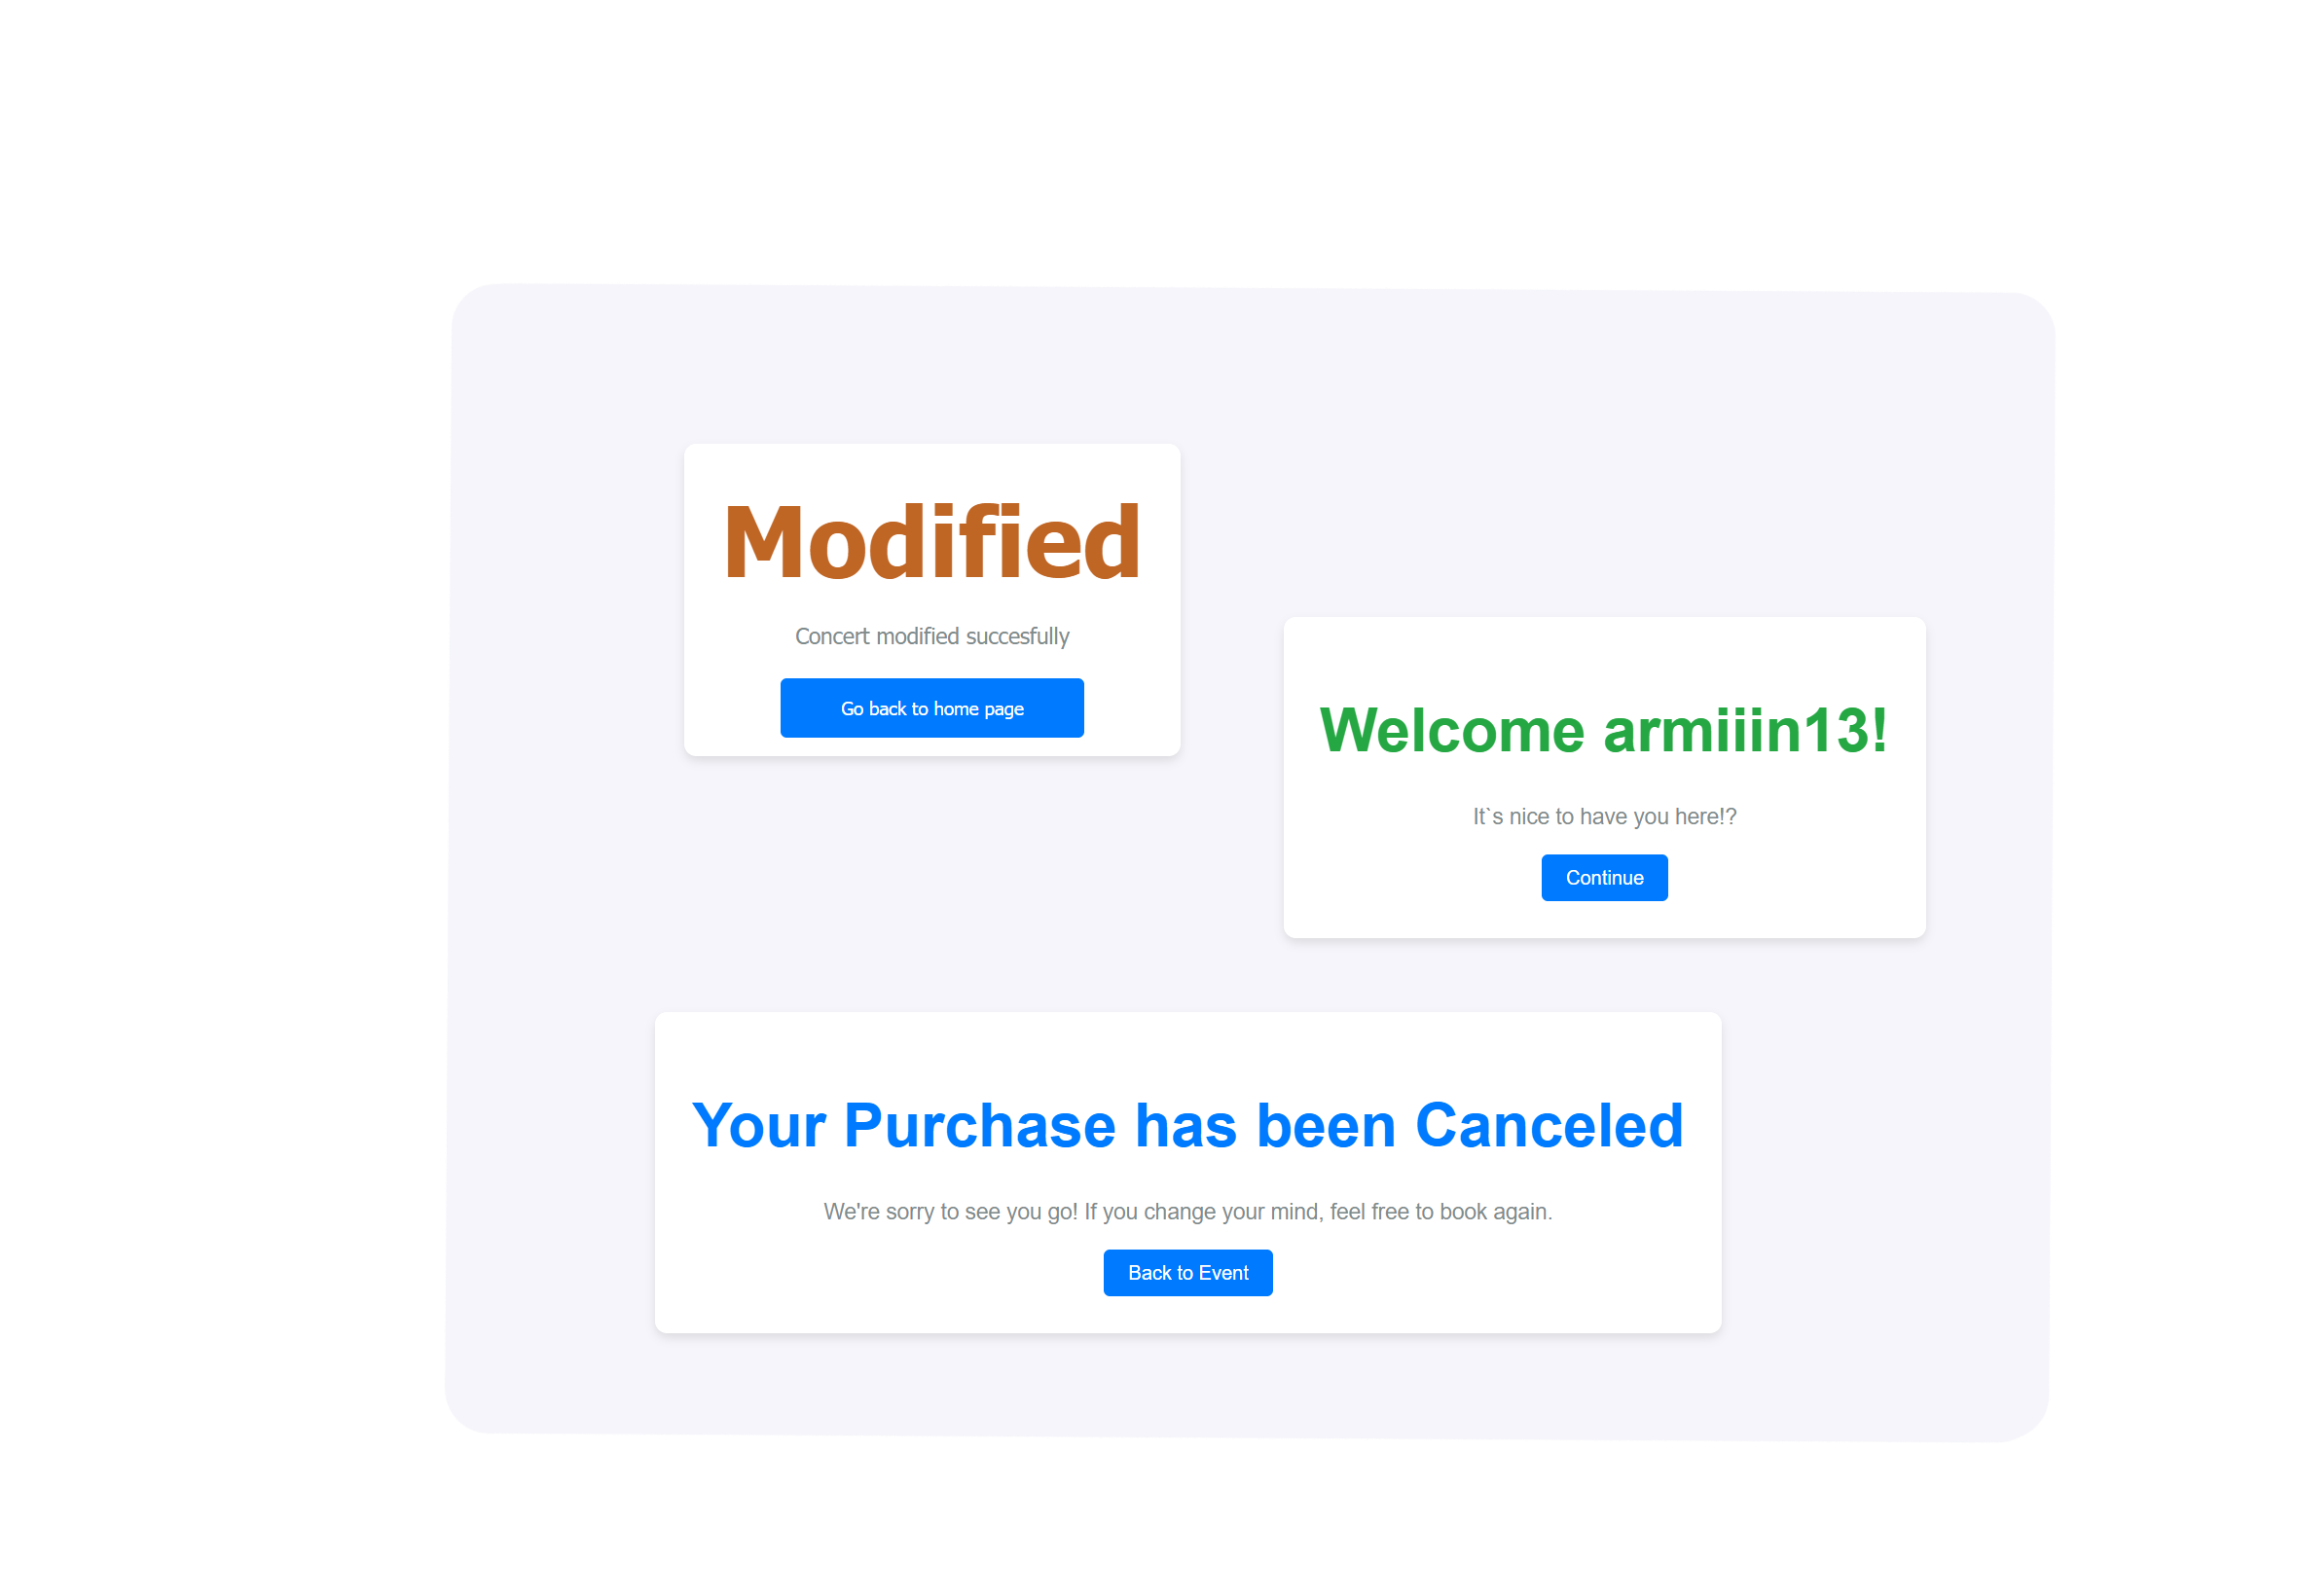 Modified
Concert modified succesfully
Go back to home page
Welcome armiiin13!
It`s nice to have you here!?
Continue
Your Purchase has been Canceled
We're sorry to see you go! If you change your mind, feel free to book again.
Back to Event